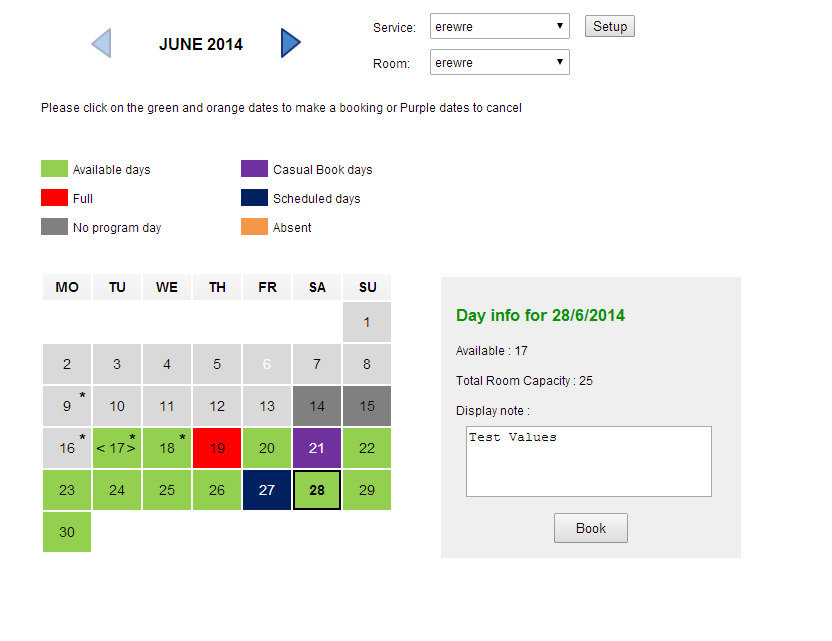 JUNE 2014
Service: erewre Setup
Room: erewre
Please click on the green and orange dates to make a booking or Purple dates to cancel
Available days Casual Book days
Full Scheduled days
No program day Absent
MO TU WE TH FR SA SU
1
2 3 4 5 6 7 8
9* 10 11 12 13 14 15
16* <17>* 18* 19 20 21 22
23 24 25 26 27 28 29
30
Day info for 28/6/2014
Available : 17
Total Room Capacity : 25
Display note :
Test Values
Book